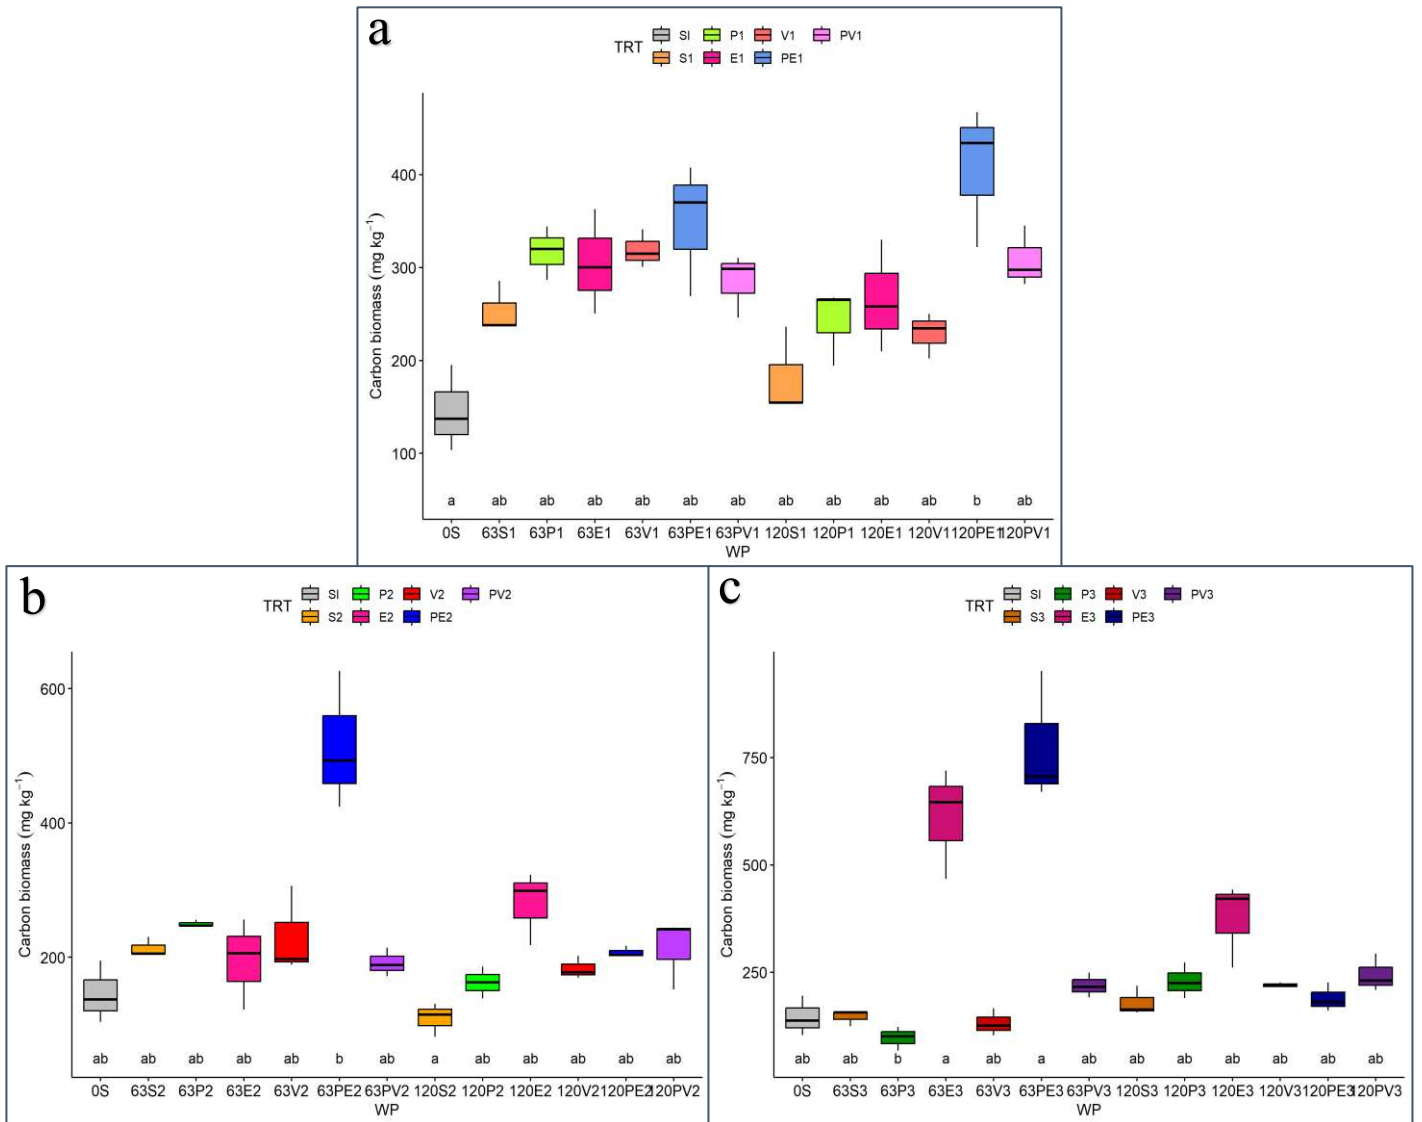 a
TRT
SI P1 V1 PV1
S1 E1 PE1
Carbon biomass (mg kg⁻¹)
400
300
200
100
a ab ab ab ab ab ab ab ab ab ab b ab
0S 63S1 63P1 63E1 63V1 63PE1 63PV1 120S1 120P1 120E1 120V1 120PE1 120PV1
WP
b
TRT
SI P2 V2 PV2
S2 E2 PE2
Carbon biomass (mg kg⁻¹)
600
400
200
ab ab ab ab ab b ab a ab ab ab ab ab
0S 63S2 63P2 63E2 63V2 63PE2 63PV2 120S2 120P2 120E2 120V2 120PE2 120PV2
WP
c
TRT
SI P3 V3 PV3
S3 E3 PE3
Carbon biomass (mg kg⁻¹)
750
500
250
ab ab b a ab a ab ab ab ab ab ab ab
0S 63S3 63P3 63E3 63V3 63PE3 63PV3 120S3 120P3 120E3 120V3 120PE3 120PV3
WP